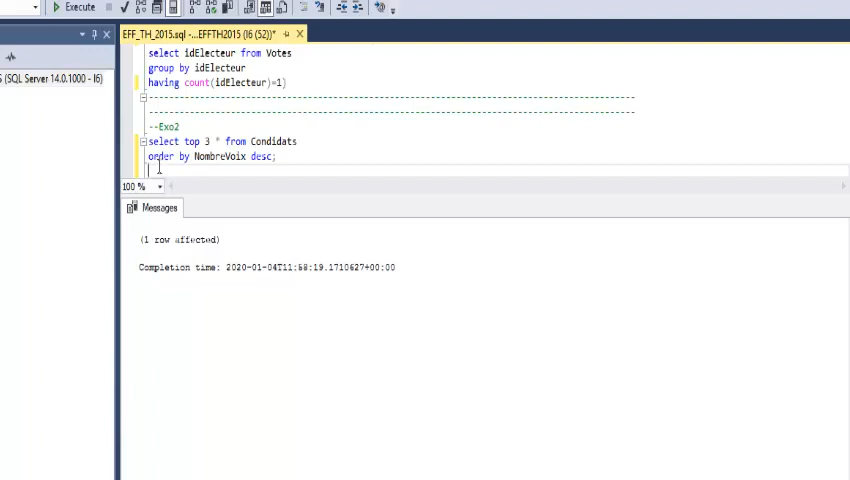 Execute
EFF_TH_2015.sql -...EFFTH2015 (I6 (52))*
(SQL Server 14.0.1000 - I6)
select idElecteur from Votes
group by idElecteur
having count(idElecteur)=1)
--Exo2
select top 3 * from Condidats
order by NombreVoix desc;
100 %
Messages
(1 row affected)
Completion time: 2020-01-04T11:58:19.1710627+00:00